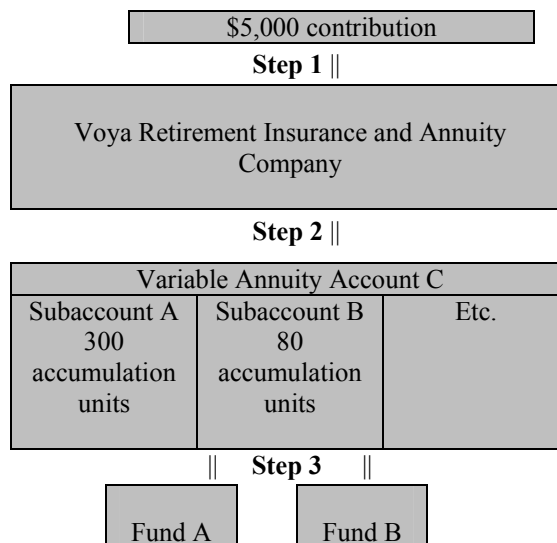 $5,000 contribution
Step 1 ||
Voya Retirement Insurance and Annuity
Company
Step 2 ||
Variable Annuity Account C
Subaccount A
300
accumulation
units
Subaccount B
80
accumulation
units
Etc.
|| Step 3 ||
Fund A
Fund B